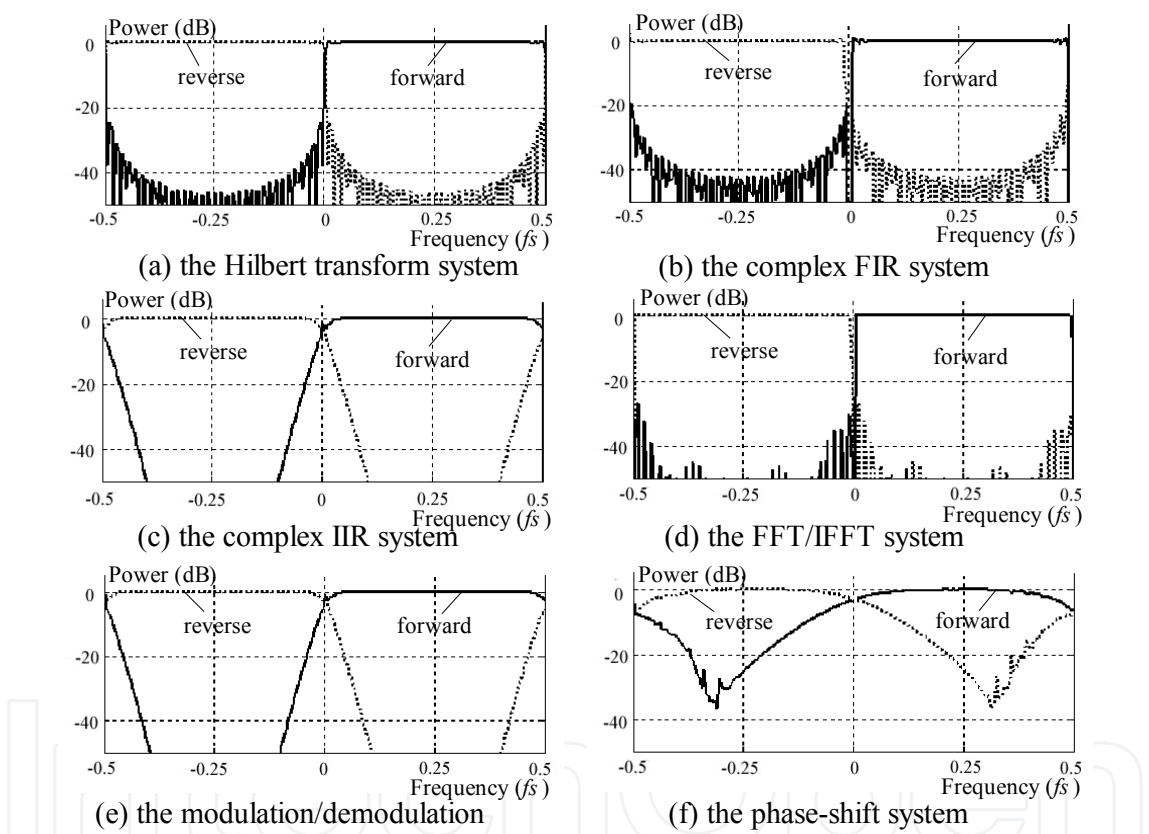 Power (dB)
0
-20
-40
reverse
forward
-0.5
-0.25
0
0.25
0.5
Frequency (fs)
(a) the Hilbert transform system
Power (dB)
0
-20
-40
reverse
forward
-0.5
-0.25
0
0.25
0.5
Frequency (fs)
(b) the complex FIR system
Power (dB)
0
-20
-40
reverse
forward
-0.5
-0.25
0
0.25
0.5
Frequency (fs)
(c) the complex IIR system
Power (dB)
0
-20
-40
reverse
forward
-0.5
-0.25
0
0.25
0.5
Frequency (fs)
(d) the FFT/IFFT system
Power (dB)
0
-20
-40
reverse
forward
-0.5
-0.25
0
0.25
0.5
Frequency (fs)
(e) the modulation/demodulation
Power (dB)
0
-20
-40
reverse
forward
-0.5
-0.25
0
0.25
0.5
Frequency (fs)
(f) the phase-shift system